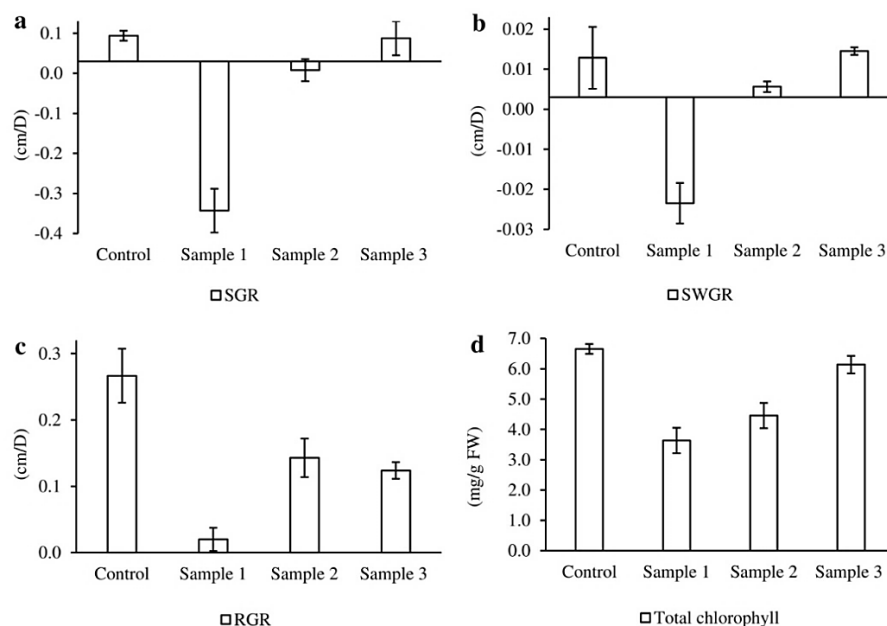 a
0.1
0.0
-0.1
-0.2
-0.3
-0.4
(cm/D)
Control Sample 1 Sample 2 Sample 3
SGR
b
0.02
0.01
0.00
-0.01
-0.02
-0.03
(cm/D)
Control Sample 1 Sample 2 Sample 3
SWGR
c
0.3
0.2
0.1
0.0
(cm/D)
Control Sample 1 Sample 2 Sample 3
RGR
d
7.0
6.0
5.0
4.0
3.0
2.0
1.0
0.0
(mg/g FW)
Control Sample 1 Sample 2 Sample 3
Total chlorophyll